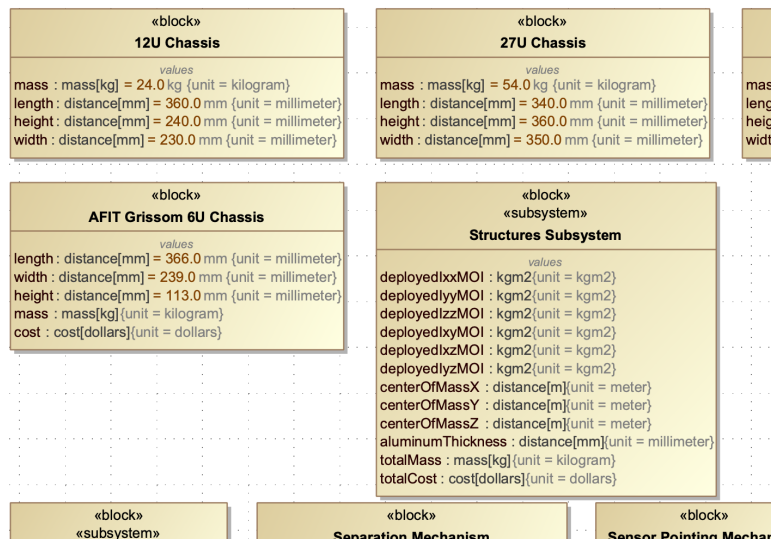 «block»
12U Chassis
values
mass : mass[kg] = 24.0 kg {unit = kilogram}
length : distance[mm] = 360.0 mm {unit = millimeter}
height : distance[mm] = 240.0 mm {unit = millimeter}
width : distance[mm] = 230.0 mm {unit = millimeter}
«block»
27U Chassis
values
mass : mass[kg] = 54.0 kg {unit = kilogram}
length : distance[mm] = 340.0 mm {unit = millimeter}
height : distance[mm] = 360.0 mm {unit = millimeter}
width : distance[mm] = 350.0 mm {unit = millimeter}
«block»
AFIT Grissom 6U Chassis
values
length : distance[mm] = 366.0 mm {unit = millimeter}
width : distance[mm] = 239.0 mm {unit = millimeter}
height : distance[mm] = 113.0 mm {unit = millimeter}
mass : mass[kg]{unit = kilogram}
cost : cost[dollars]{unit = dollars}
«block»
«subsystem»
Structures Subsystem
values
deployedIxxMOI : kgm2{unit = kgm2}
deployedIyyMOI : kgm2{unit = kgm2}
deployedIzzMOI : kgm2{unit = kgm2}
deployedIxyMOI : kgm2{unit = kgm2}
deployedIxzMOI : kgm2{unit = kgm2}
deployedIyzMOI : kgm2{unit = kgm2}
centerOfMassX : distance[m]{unit = meter}
centerOfMassY : distance[m]{unit = meter}
centerOfMassZ : distance[m]{unit = meter}
aluminumThickness : distance[mm]{unit = millimeter}
totalMass : mass[kg]{unit = kilogram}
totalCost : cost[dollars]{unit = dollars}
«block»
«subsystem»
«block»
Separation Mechanism
«block»
Sensor Pointing